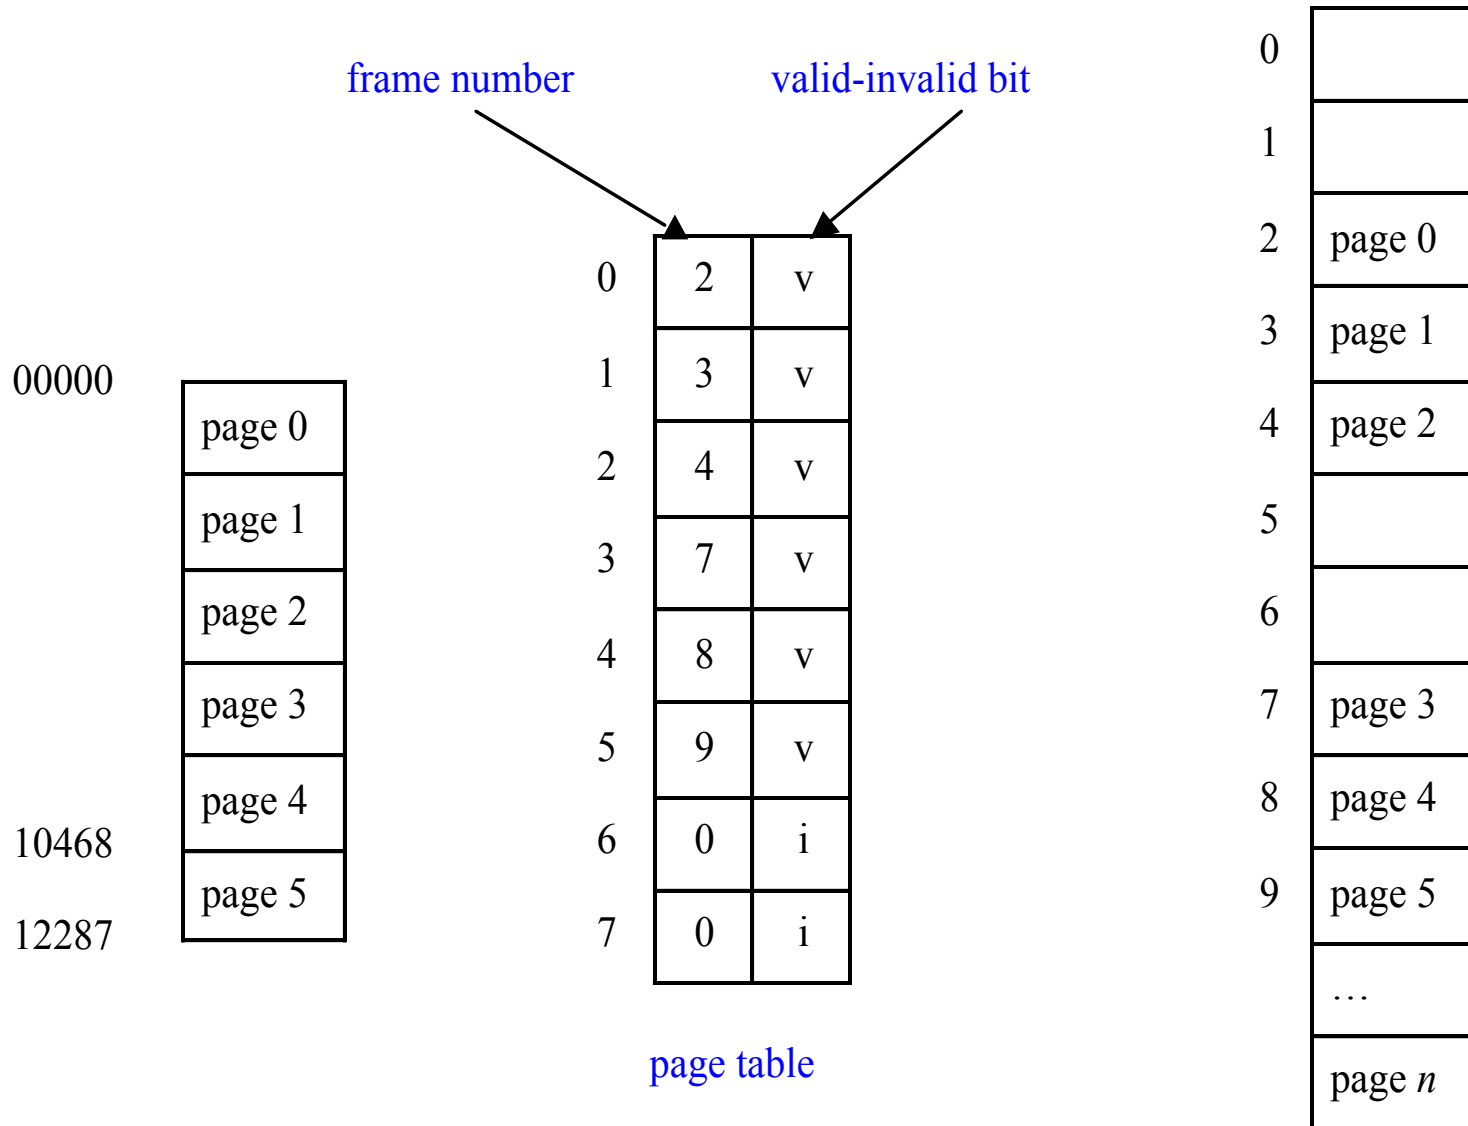 frame number
valid-invalid bit
00000
page 0
page 1
page 2
page 3
page 4
10468
page 5
12287
0 2 v
1 3 v
2 4 v
3 7 v
4 8 v
5 9 v
6 0 i
7 0 i
page table
0
1
2 page 0
3 page 1
4 page 2
5
6
7 page 3
8 page 4
9 page 5
…
page n